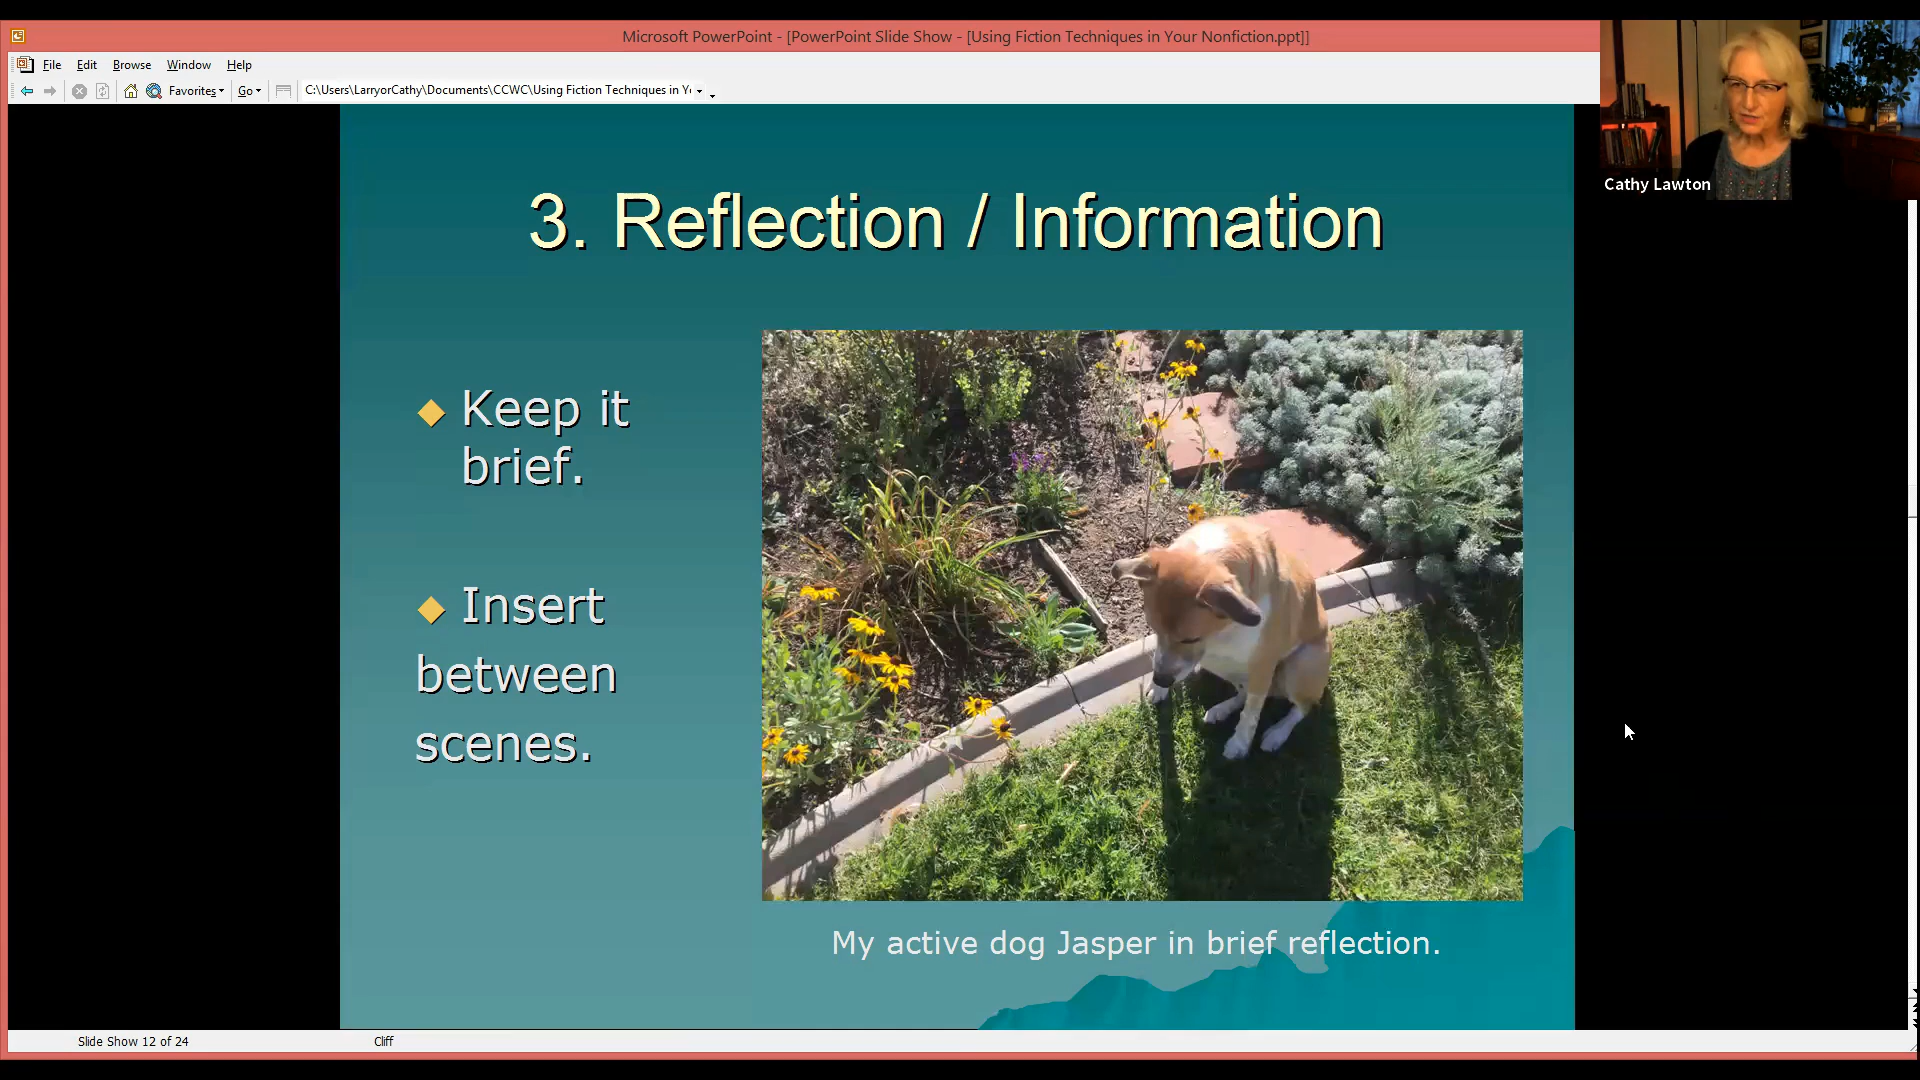 Microsoft PowerPoint - [PowerPoint Slide Show - [Using Fiction Techniques in Your Nonfiction.ppt]]
File Edit Browse Window Help
Favorites Go C:\Users\LarryorCathy\Documents\CCWC\Using Fiction Techniques in Y
Cathy Lawton
3. Reflection / Information
Keep it
brief.
Insert
between
scenes.
My active dog Jasper in brief reflection.
Slide Show 12 of 24 Cliff